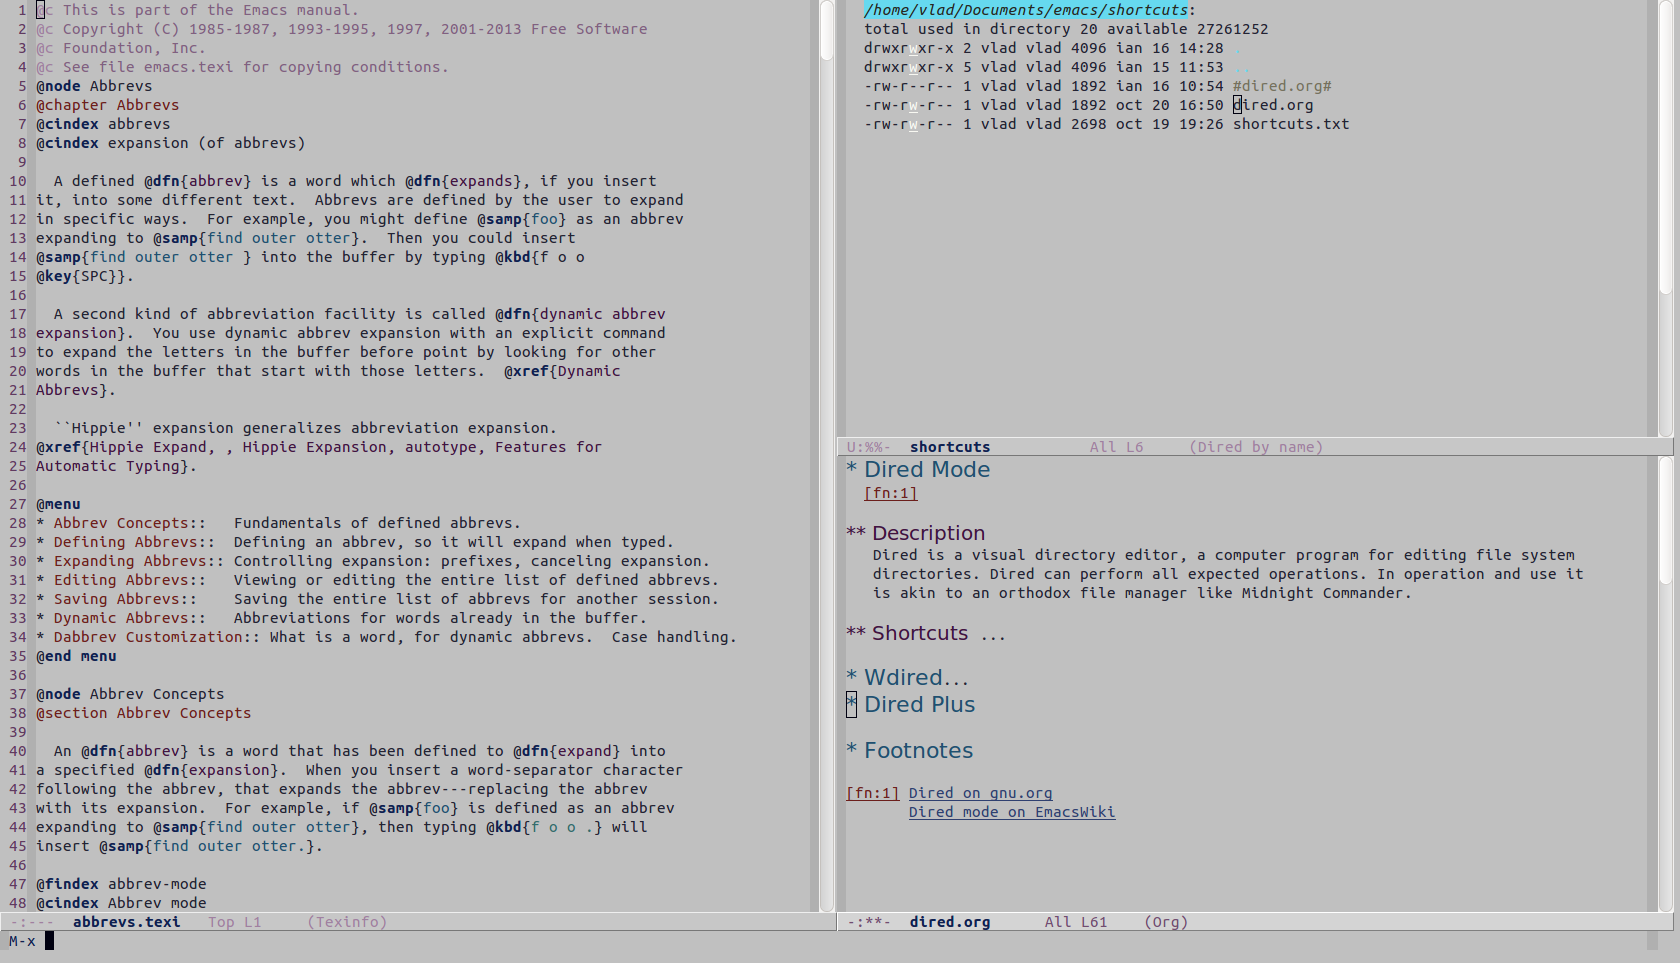 1 @c This is part of the Emacs manual.
2 @c Copyright (C) 1985-1987, 1993-1995, 1997, 2001-2013 Free Software
3 @c Foundation, Inc.
4 @c See file emacs.texi for copying conditions.
5 @node Abbrevs
6 @chapter Abbrevs
7 @cindex abbrevs
8 @cindex expansion (of abbrevs)
9
10   A defined @dfn{abbrev} is a word which @dfn{expands}, if you insert
11 it, into some different text.  Abbrevs are defined by the user to expand
12 in specific ways.  For example, you might define @samp{foo} as an abbrev
13 expanding to @samp{find outer otter}.  Then you could insert
14 @samp{find outer otter } into the buffer by typing @kbd{f o o
15 @key{SPC}}.
16
17   A second kind of abbreviation facility is called @dfn{dynamic abbrev
18 expansion}.  You use dynamic abbrev expansion with an explicit command
19 to expand the letters in the buffer before point by looking for other
20 words in the buffer that start with those letters.  @xref{Dynamic
21 Abbrevs}.
22
23   ``Hippie'' expansion generalizes abbreviation expansion.
24 @xref{Hippie Expand, , Hippie Expansion, autotype, Features for
25 Automatic Typing}.
26
27 @menu
28 * Abbrev Concepts::   Fundamentals of defined abbrevs.
29 * Defining Abbrevs::  Defining an abbrev, so it will expand when typed.
30 * Expanding Abbrevs:: Controlling expansion: prefixes, canceling expansion.
31 * Editing Abbrevs::   Viewing or editing the entire list of defined abbrevs.
32 * Saving Abbrevs::    Saving the entire list of abbrevs for another session.
33 * Dynamic Abbrevs::   Abbreviations for words already in the buffer.
34 * Dabbrev Customization:: What is a word, for dynamic abbrevs.  Case handling.
35 @end menu
36
37 @node Abbrev Concepts
38 @section Abbrev Concepts
39
40   An @dfn{abbrev} is a word that has been defined to @dfn{expand} into
41 a specified @dfn{expansion}.  When you insert a word-separator character
42 following the abbrev, that expands the abbrev---replacing the abbrev
43 with its expansion.  For example, if @samp{foo} is defined as an abbrev
44 expanding to @samp{find outer otter}, then typing @kbd{f o o .} will
45 insert @samp{find outer otter.}.
46
47 @findex abbrev-mode
48 @cindex Abbrev mode
-:---  abbrevs.texi   Top L1     (Texinfo)
M-x
/home/vlad/Documents/emacs/shortcuts:
total used in directory 20 available 27261252
drwxrwxr-x 2 vlad vlad 4096 ian 16 14:28 .
drwxrwxr-x 5 vlad vlad 4096 ian 15 11:53 ..
-rw-r--r-- 1 vlad vlad 1892 ian 16 10:54 #dired.org#
-rw-rw-r-- 1 vlad vlad 1892 oct 20 16:50 dired.org
-rw-rw-r-- 1 vlad vlad 2698 oct 19 19:26 shortcuts.txt
U:%%-  shortcuts           All L6     (Dired by name)
* Dired Mode
[fn:1]
** Description
Dired is a visual directory editor, a computer program for editing file system
directories. Dired can perform all expected operations. In operation and use it
is akin to an orthodox file manager like Midnight Commander.
** Shortcuts ...
* Wdired...
* Dired Plus
* Footnotes
[fn:1] Dired on gnu.org
Dired mode on EmacsWiki
-:**-  dired.org      All L61    (Org)